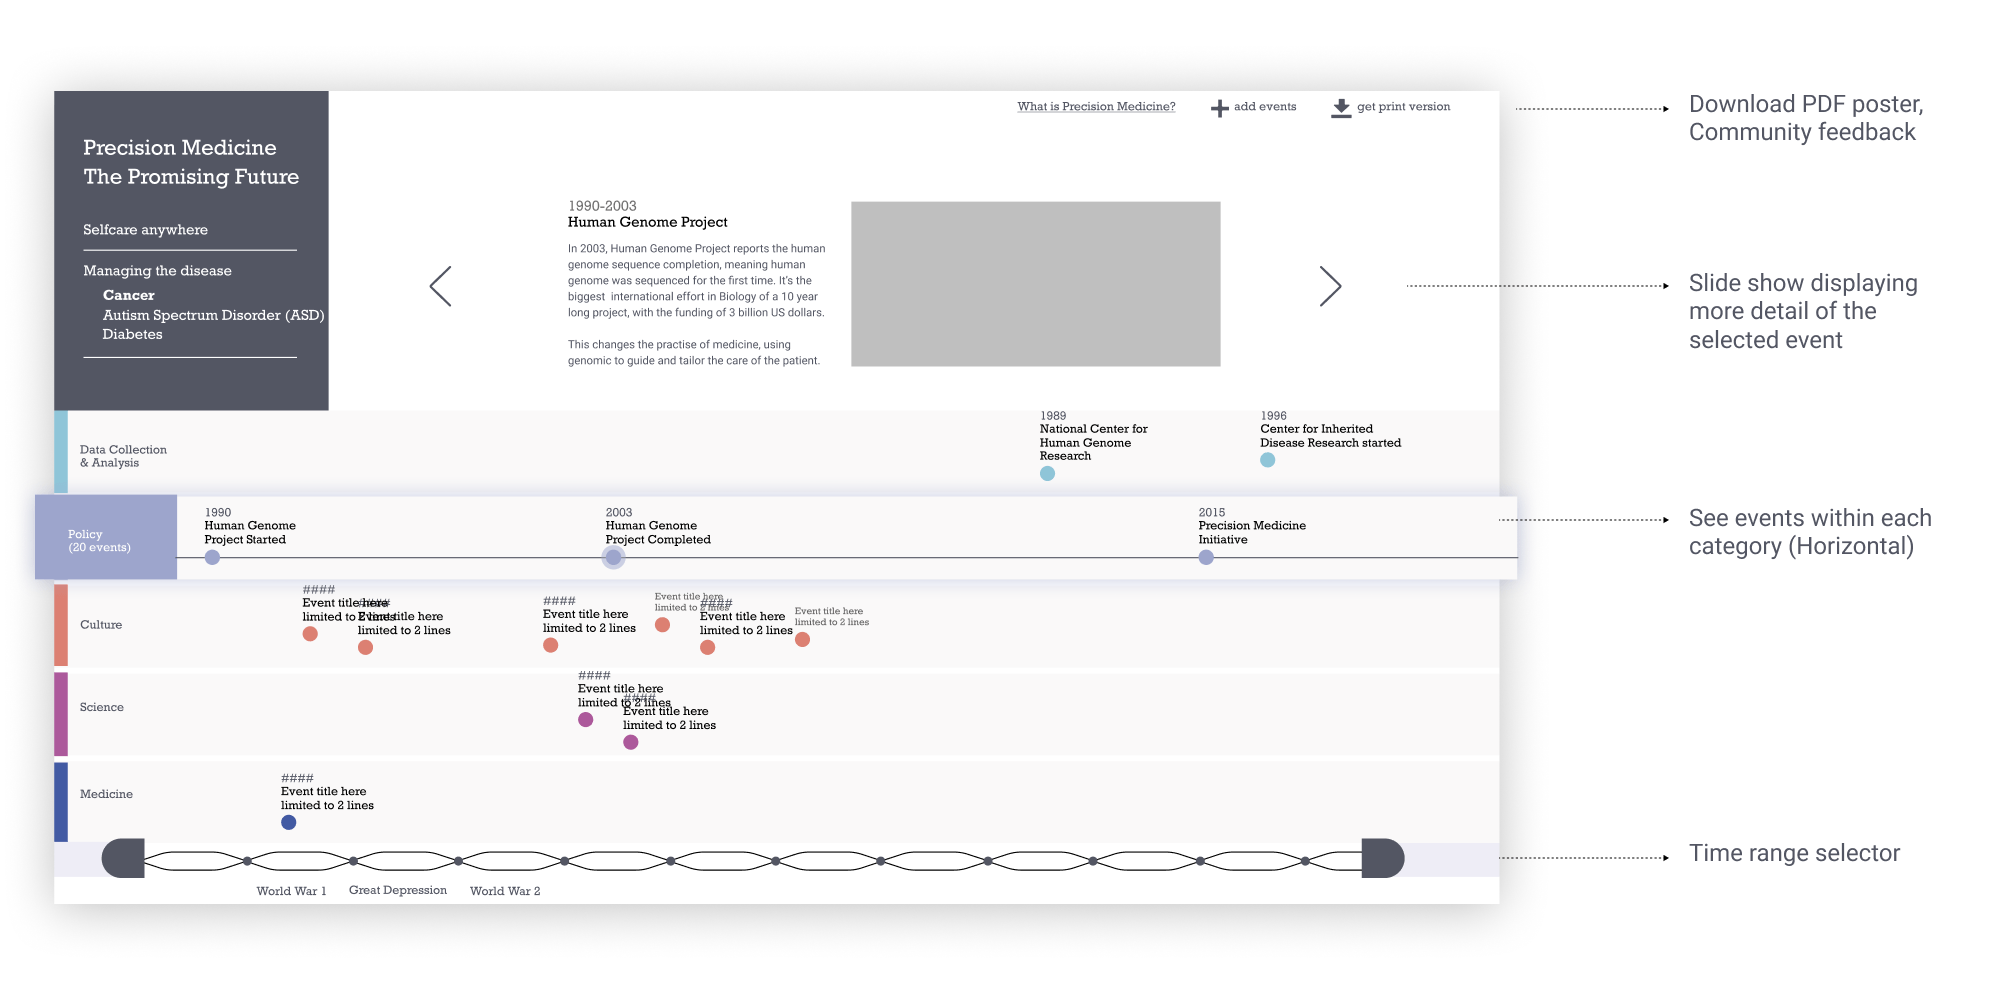 What is Precision Medicine?
add events
get print version
Download PDF poster,
Community feedback
Precision Medicine
The Promising Future
Selfcare anywhere
Managing the disease
Cancer
Autism Spectrum Disorder (ASD)
Diabetes
1990-2003
Human Genome Project
In 2003, Human Genome Project reports the human
genome sequence completion, meaning human
genome was sequenced for the first time. It's the
biggest international effort in Biology of a 10 year
long project, with the funding of 3 billion US dollars.
This changes the practise of medicine, using
genomic to guide and tailor the care of the patient.
Slide show displaying
more detail of the
selected event
Data Collection
& Analysis
1989
National Center for
Human Genome
Research
1996
Center for Inherited
Disease Research started
Policy
(20 events)
1990
Human Genome
Project Started
2003
Human Genome
Project Completed
2015
Precision Medicine
Initiative
See events within each
category (Horizontal)
Culture
####
Event title here
limited to 2 lines
####
Event title here
limited to 2 lines
####
Event title here
limited to 2 lines
Event title here
limited to 2 lines
####
Event title here
limited to 2 lines
Event title here
limited to 2 lines
Science
####
Event title here
limited to 2 lines
####
Event title here
limited to 2 lines
Medicine
####
Event title here
limited to 2 lines
Time range selector
World War 1
Great Depression
World War 2